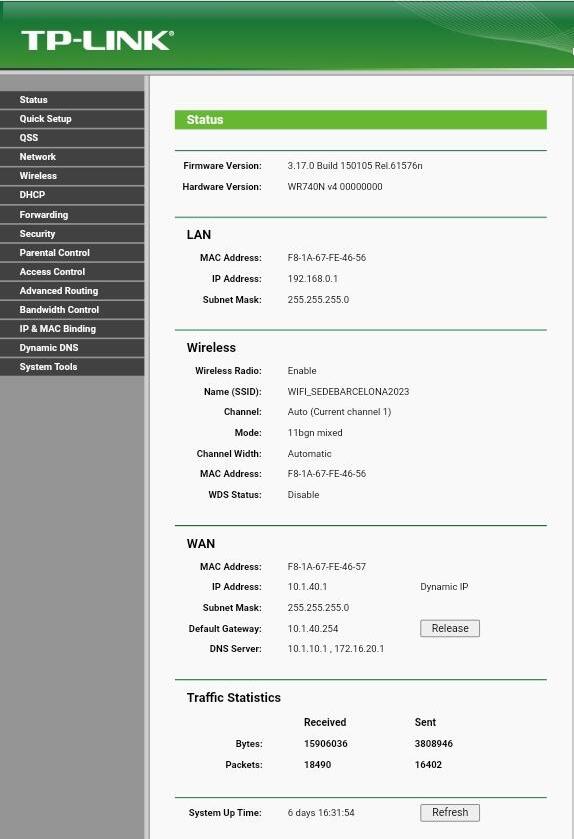 TP-LINK®
Status
Quick Setup
QSS
Network
Wireless
DHCP
Forwarding
Security
Parental Control
Access Control
Advanced Routing
Bandwidth Control
IP & MAC Binding
Dynamic DNS
System Tools
Status
Firmware Version: 3.17.0 Build 150105 Rel.61576n
Hardware Version: WR740N v4 00000000
LAN
MAC Address: F8-1A-67-FE-46-56
IP Address: 192.168.0.1
Subnet Mask: 255.255.255.0
Wireless
Wireless Radio: Enable
Name (SSID): WIFI_SEDEBARCELONA2023
Channel: Auto (Current channel 1)
Mode: 11bgn mixed
Channel Width: Automatic
MAC Address: F8-1A-67-FE-46-56
WDS Status: Disable
WAN
MAC Address: F8-1A-67-FE-46-57
IP Address: 10.1.40.1 Dynamic IP
Subnet Mask: 255.255.255.0
Default Gateway: 10.1.40.254 Release
DNS Server: 10.1.10.1 , 172.16.20.1
Traffic Statistics
Received Sent
Bytes: 15906036 3808946
Packets: 18490 16402
System Up Time: 6 days 16:31:54 Refresh